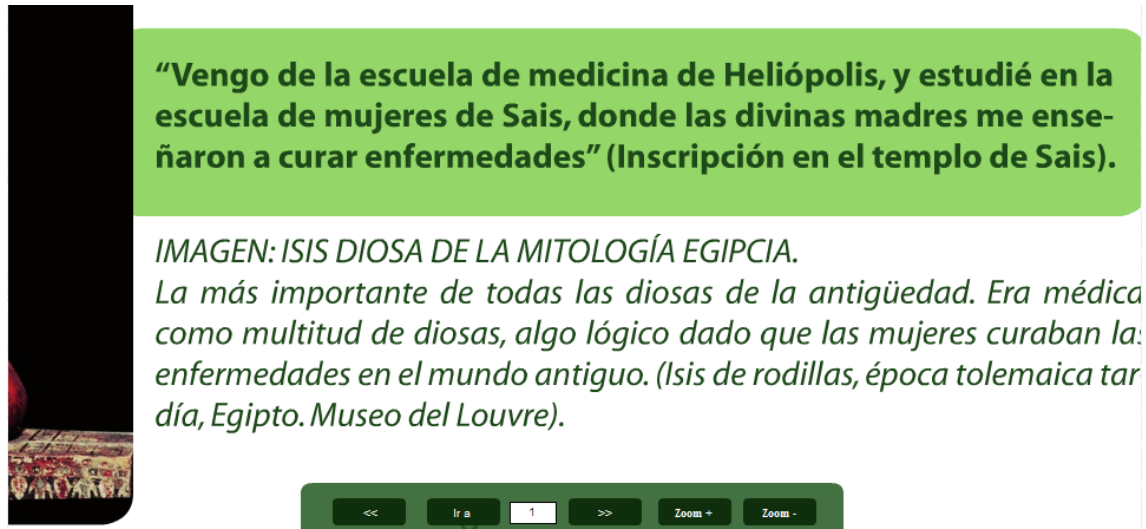 “Vengo de la escuela de medicina de Heliópolis, y estudié en la
escuela de mujeres de Sais, donde las divinas madres me ense-
ñaron a curar enfermedades” (Inscripción en el templo de Sais).
IMAGEN: ISIS DIOSA DE LA MITOLOGÍA EGIPCIA.
La más importante de todas las diosas de la antigüedad. Era médica
como multitud de diosas, algo lógico dado que las mujeres curaban las
enfermedades en el mundo antiguo. (Isis de rodillas, época tolemaica tar
día, Egipto. Museo del Louvre).
<< Ir a 1 >> Zoom + Zoom -